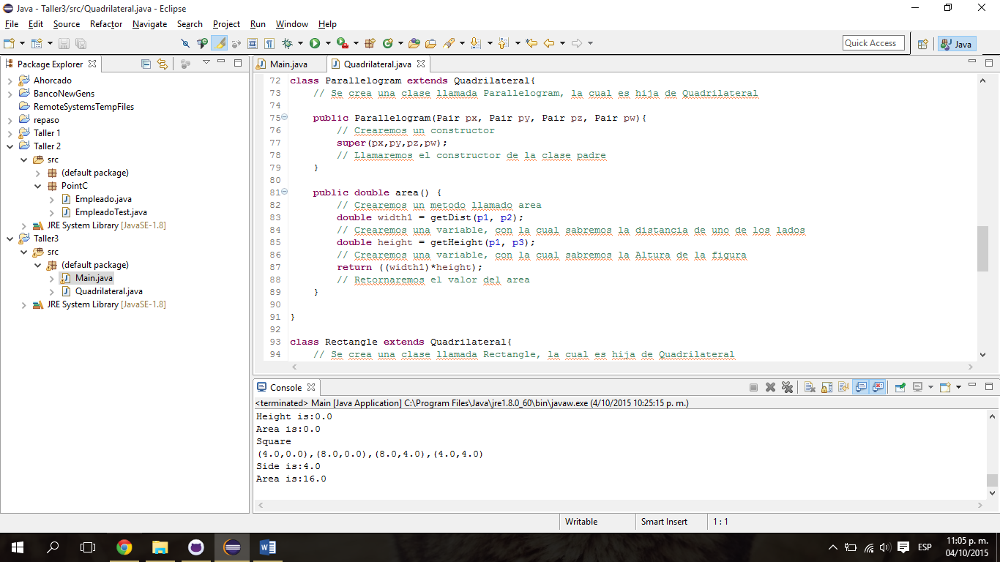 Java - Taller3/src/Quadrilateral.java - Eclipse
File Edit Source Refactor Navigate Search Project Run Window Help
Quick Access
Java
Package Explorer
Ahorcado
BancoNewGens
RemoteSystemsTempFiles
repaso
Taller 1
Taller 2
src
(default package)
PointC
Empleado.java
EmpleadoTest.java
JRE System Library [JavaSE-1.8]
Taller3
src
(default package)
Main.java
Quadrilateral.java
JRE System Library [JavaSE-1.8]
Main.java Quadrilateral.java
72 class Parallelogram extends Quadrilateral{
73 // Se crea una clase llamada Parallelogram, la cual es hija de Quadrilateral
74
75 public Parallelogram(Pair px, Pair py, Pair pz, Pair pw){
76 // Crearemos un constructor
77 super(px,py,pz,pw);
78 // Llamaremos el constructor de la clase padre
79 }
80
81 public double area() {
82 // Crearemos un metodo llamado area
83 double width1 = getDist(p1, p2);
84 // Crearemos una variable, con la cual sabremos la distancia de uno de los lados
85 double height = getHeight(p1, p3);
86 // Crearemos una variable, con la cual sabremos la Altura de la figura
87 return ((width1)*height);
88 // Retornaremos el valor del area
89 }
90
91 }
92
93 class Rectangle extends Quadrilateral{
94 // Se crea una clase llamada Rectangle, la cual es hija de Quadrilateral
Console
<terminated> Main [Java Application] C:\Program Files\Java\jre1.8.0_60\bin\javaw.exe (4/10/2015 10:25:15 p. m.)
Height is:0.0
Area is:0.0
Square
(4.0,0.0),(8.0,0.0),(8.0,4.0),(4.0,4.0)
Side is:4.0
Area is:16.0
Writable Smart Insert 1 : 1
ESP
11:05 p. m.
04/10/2015